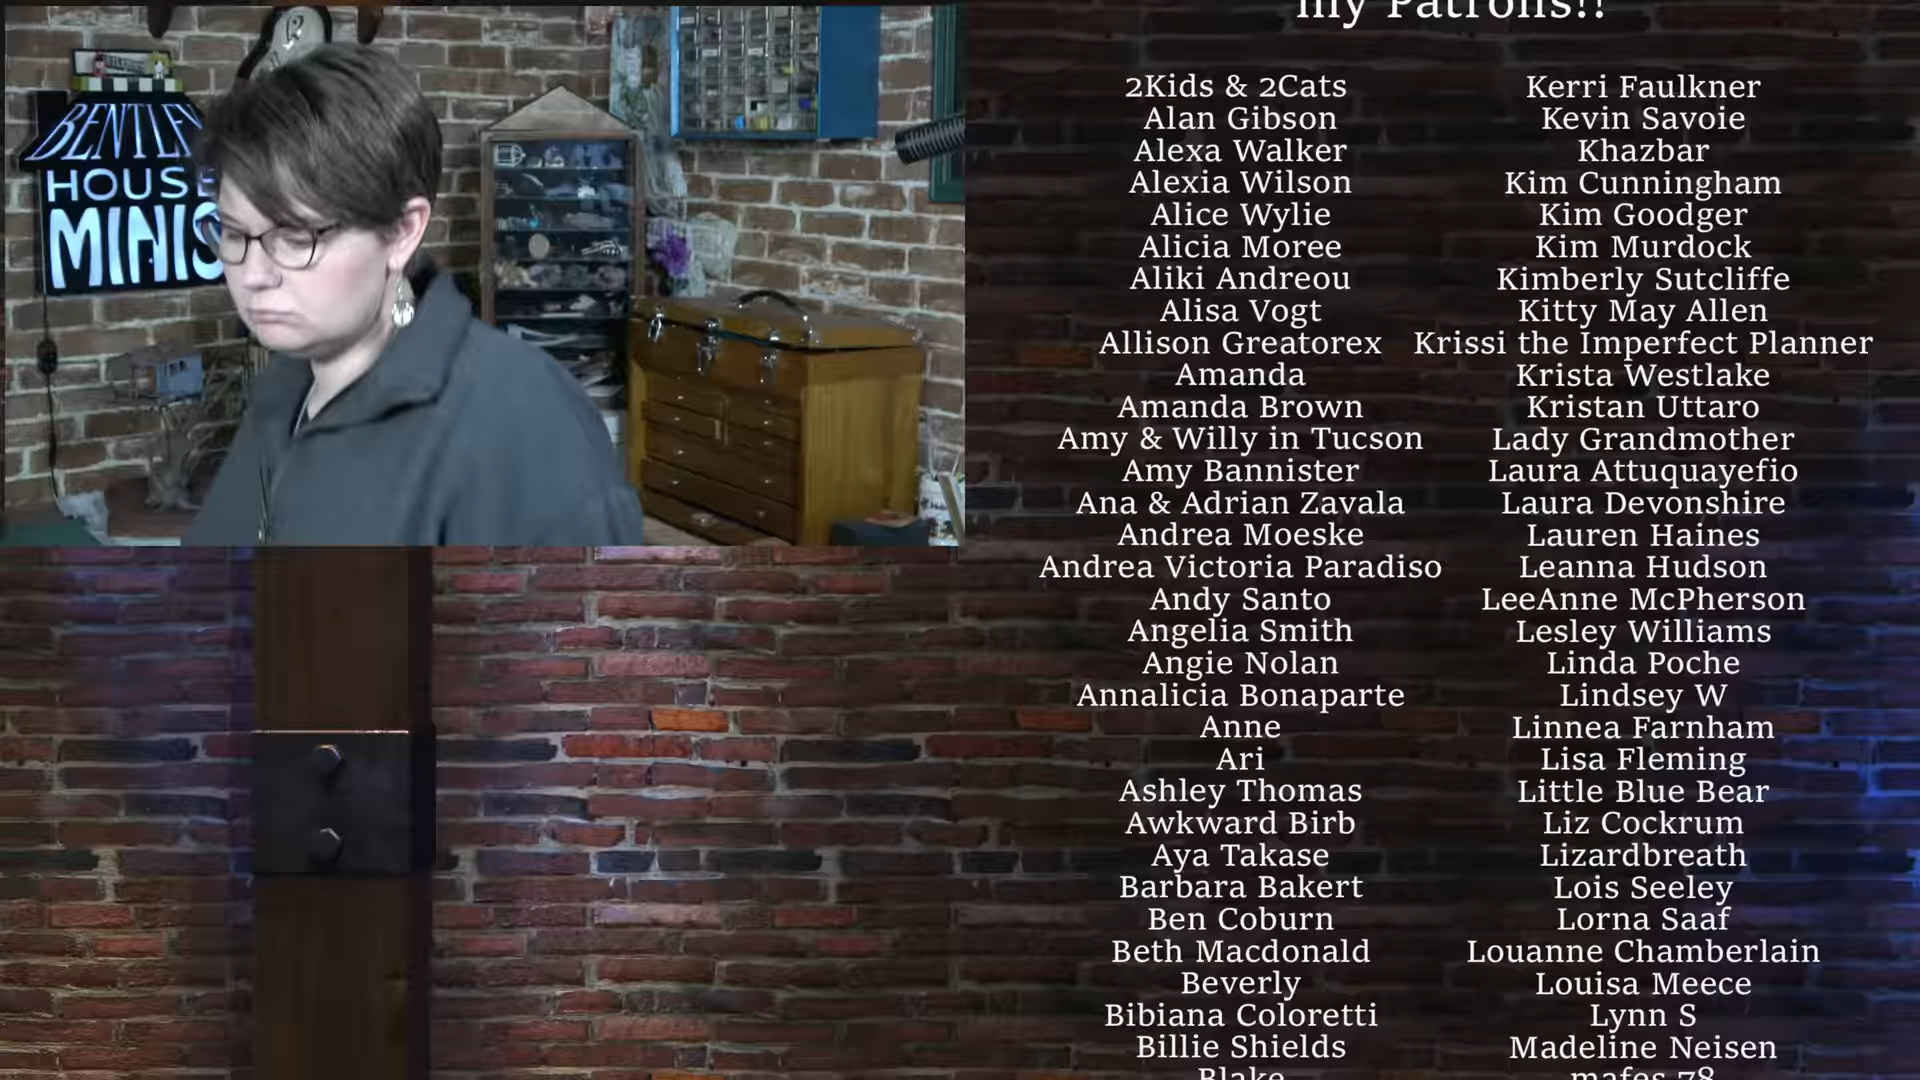 my Patrons!!
BENTLEY
HOUSE
MINIS
2Kids & 2Cats
Alan Gibson
Alexa Walker
Alexia Wilson
Alice Wylie
Alicia Moree
Aliki Andreou
Alisa Vogt
Allison Greatorex
Amanda
Amanda Brown
Amy & Willy in Tucson
Amy Bannister
Ana & Adrian Zavala
Andrea Moeske
Andrea Victoria Paradiso
Andy Santo
Angelia Smith
Angie Nolan
Annalicia Bonaparte
Anne
Ari
Ashley Thomas
Awkward Birb
Aya Takase
Barbara Bakert
Ben Coburn
Beth Macdonald
Beverly
Bibiana Coloretti
Billie Shields
Blake
Kerri Faulkner
Kevin Savoie
Khazbar
Kim Cunningham
Kim Goodger
Kim Murdock
Kimberly Sutcliffe
Kitty May Allen
Krissi the Imperfect Planner
Krista Westlake
Kristan Uttaro
Lady Grandmother
Laura Attuquayefio
Laura Devonshire
Lauren Haines
Leanna Hudson
LeeAnne McPherson
Lesley Williams
Linda Poche
Lindsey W
Linnea Farnham
Lisa Fleming
Little Blue Bear
Liz Cockrum
Lizardbreath
Lois Seeley
Lorna Saaf
Louanne Chamberlain
Louisa Meece
Lynn S
Madeline Neisen
mafes 78